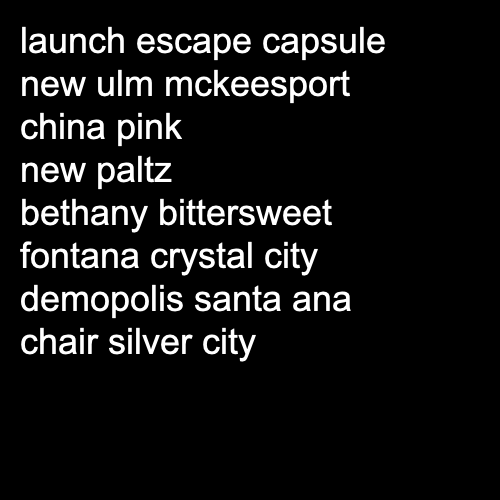 launch escape capsule
new ulm mckeesport
china pink
new paltz
bethany bittersweet
fontana crystal city
demopolis santa ana
chair silver city